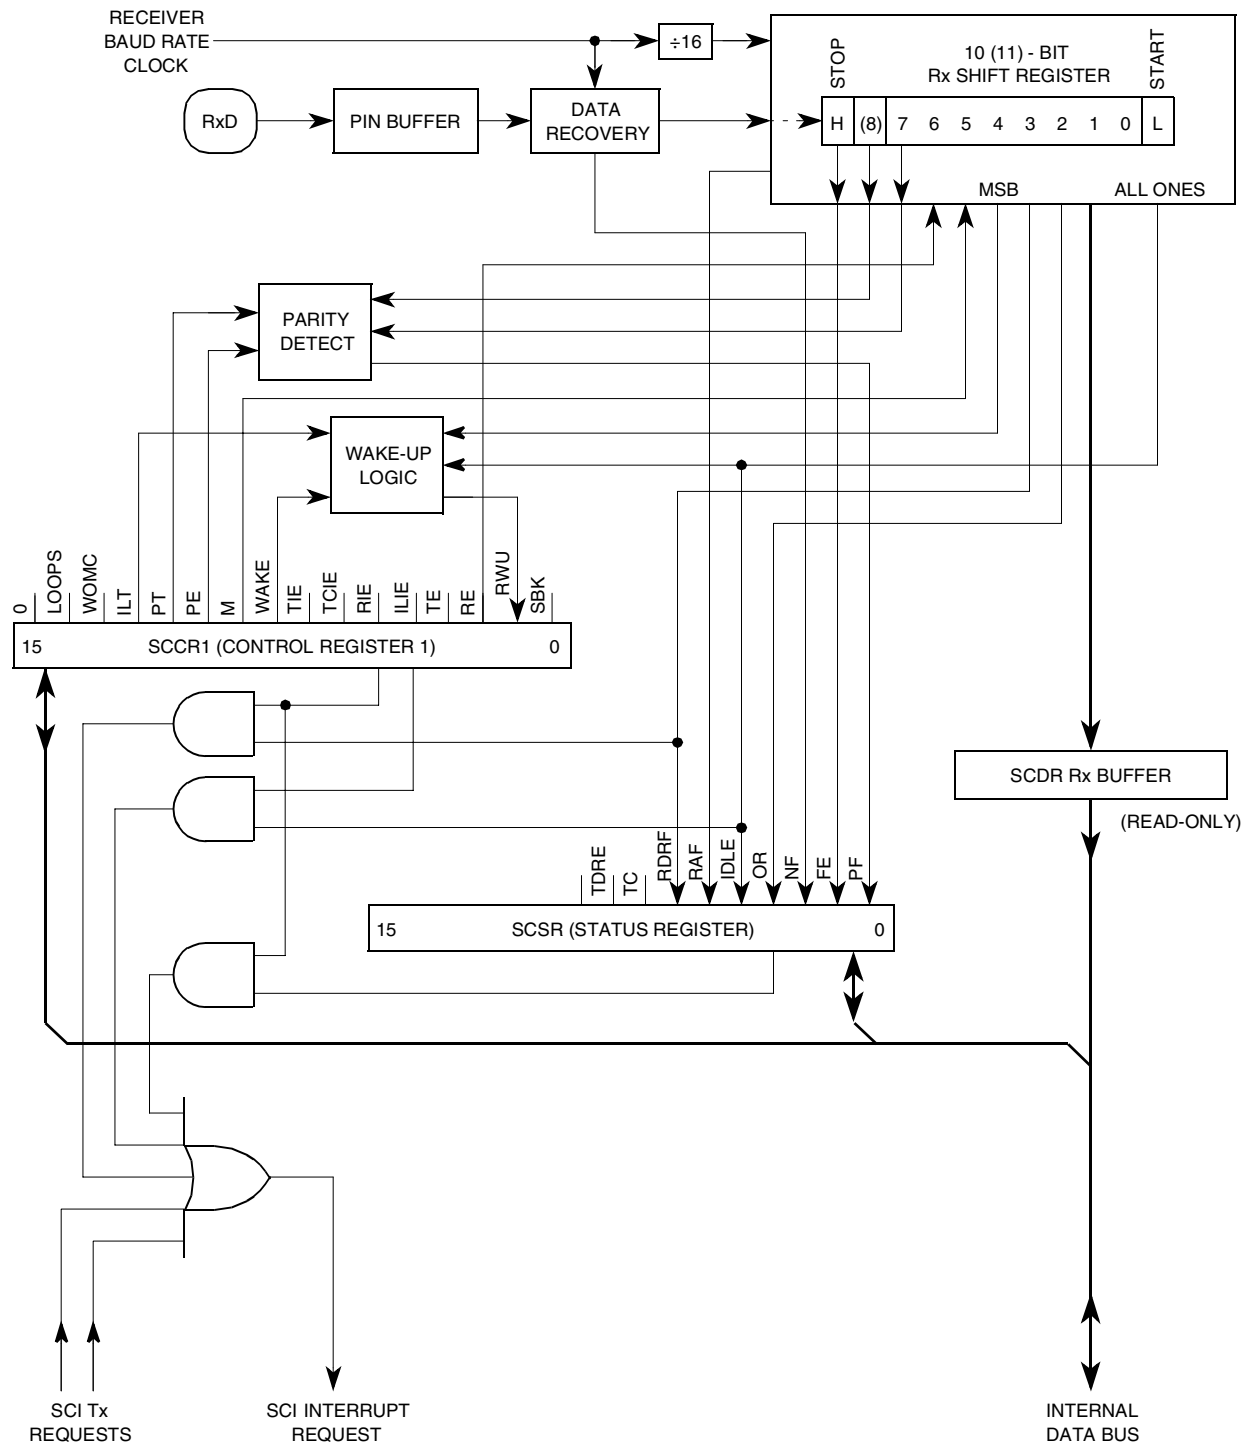 RECEIVER
BAUD RATE
CLOCK
÷16
STOP
10 (11) - BIT
Rx SHIFT REGISTER
START
RxD
PIN BUFFER
DATA
RECOVERY
H (8) 7 6 5 4 3 2 1 0 L
MSB
ALL ONES
PARITY
DETECT
WAKE-UP
LOGIC
0
LOOPS
WOMC
ILT
PT
PE
M
WAKE
TIE
TCIE
RIE
ILIE
TE
RE
RWU
SBK
15 SCCR1 (CONTROL REGISTER 1) 0
SCDR Rx BUFFER
(READ-ONLY)
TDRE
TC
RDRF
RAF
IDLE
OR
NF
FE
PF
15 SCSR (STATUS REGISTER) 0
SCI Tx
REQUESTS
SCI INTERRUPT
REQUEST
INTERNAL
DATA BUS